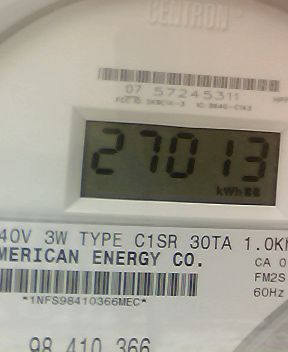 CENTRON
07 57245311
27013
kWh
40V 3W TYPE C1SR 30TA 1.0K
MERICAN ENERGY CO.
CA 0
FM2S
60Hz
*1NFS98410366MEC*
98 410 366